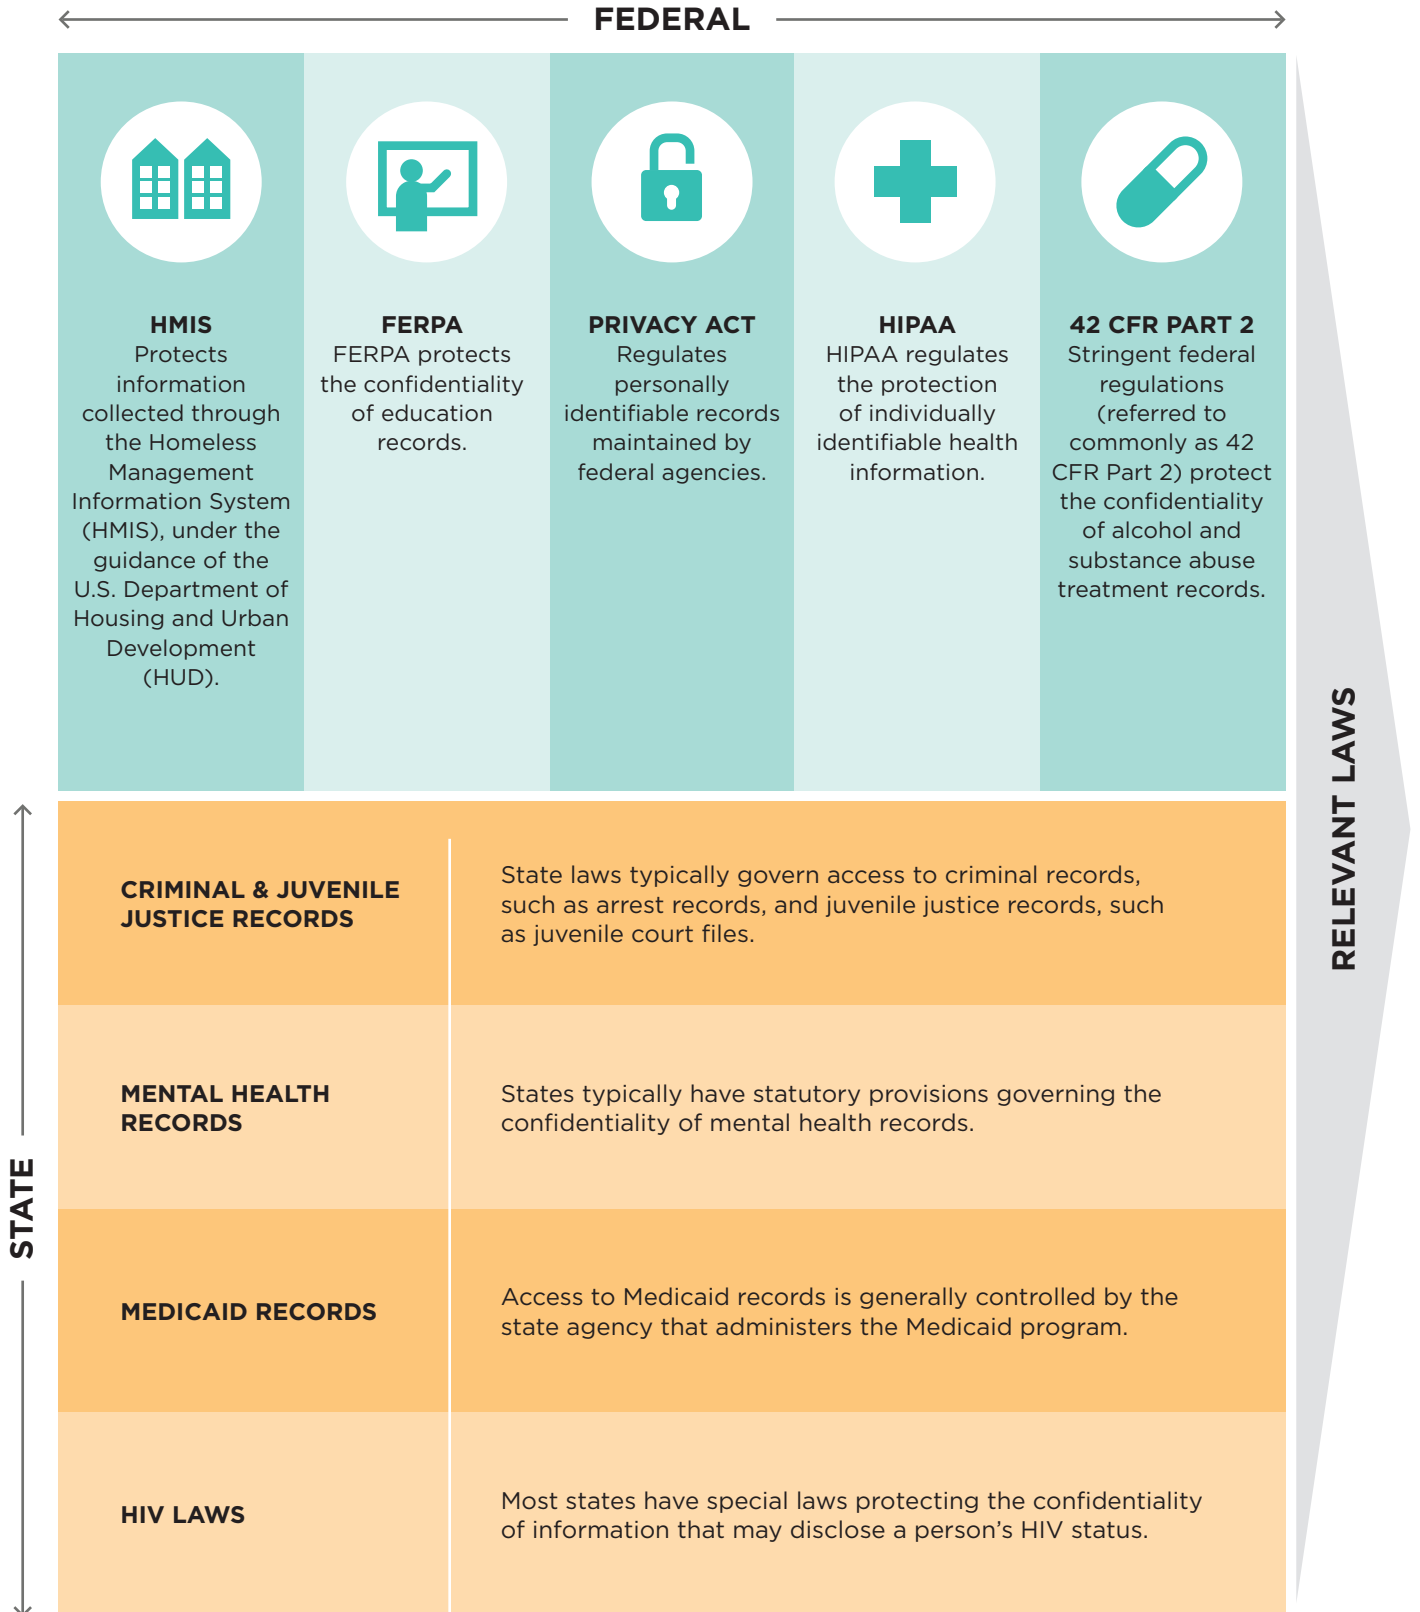 FEDERAL
HMIS
Protects
information
collected through
the Homeless
Management
Information System
(HMIS), under the
guidance of the
U.S. Department of
Housing and Urban
Development
(HUD).
FERPA
FERPA protects
the confidentiality
of education
records.
PRIVACY ACT
Regulates
personally
identifiable records
maintained by
federal agencies.
HIPAA
HIPAA regulates
the protection
of individually
identifiable health
information.
42 CFR PART 2
Stringent federal
regulations
(referred to
commonly as 42
CFR Part 2) protect
the confidentiality
of alcohol and
substance abuse
treatment records.
RELEVANT LAWS
STATE
CRIMINAL & JUVENILE
JUSTICE RECORDS
State laws typically govern access to criminal records,
such as arrest records, and juvenile justice records, such
as juvenile court files.
MENTAL HEALTH
RECORDS
States typically have statutory provisions governing the
confidentiality of mental health records.
MEDICAID RECORDS
Access to Medicaid records is generally controlled by the
state agency that administers the Medicaid program.
HIV LAWS
Most states have special laws protecting the confidentiality
of information that may disclose a person’s HIV status.